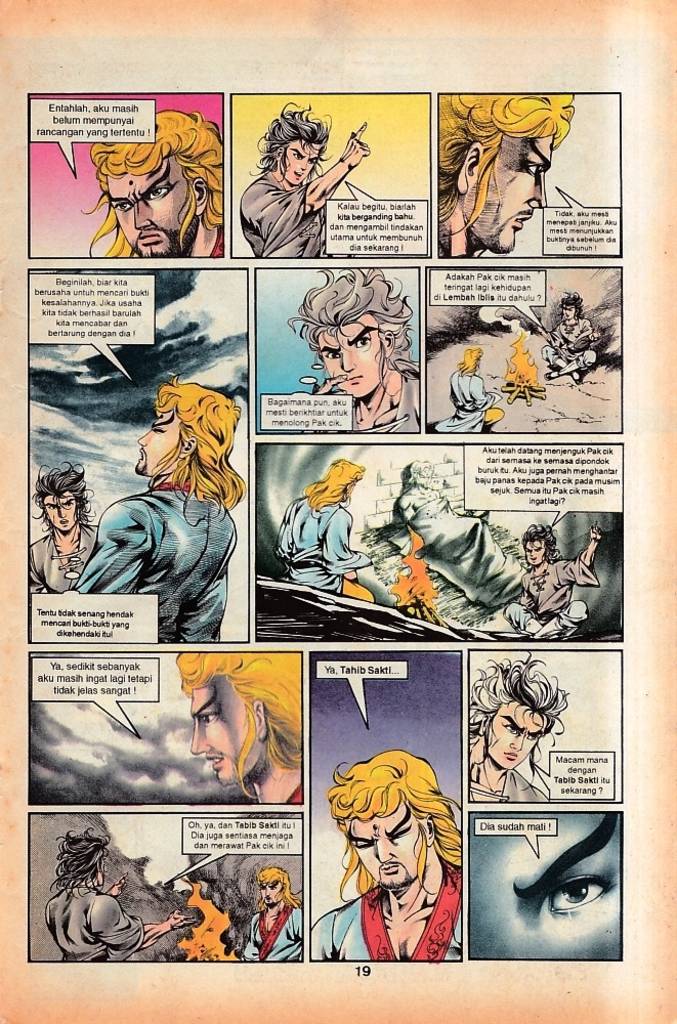 Entahlah, aku masih
belum mempunyai
rancangan yang tertentu !
Kalau begitu, biarlah
kita berganding bahu.
dan mengambil tindakan
utama untuk membunuh
dia sekarang !
Tidak, aku mesti
menepati janjiku. Aku
mesti menunjukkan
buktinya sebelum dia
dibunuh !
Beginilah, biar kita
berusaha untuh mencari bukti
kesalahannya. Jika usaha
kita tidak berhasil barulah
kita mencabar dan
bertarung dengan dia !
Tentu tidak senang hendak
mencari bukti-bukti yang
dikehendaki itu!
Bagaimana pun, aku
mesti berikhtiar untuk
menolong Pak cik.
Adakah Pak cik masih
teringat lagi kehidupan
di Lembah Iblis itu dahulu ?
Aku telah datang menjenguk Pak cik
dari semasa ke semasa dipondok
buruk itu. Aku juga pernah menghantar
baju panas kepada Pak cik pada musim
sejuk. Semua itu Pak cik masih
ingat lagi?
Ya, sedikit sebanyak
aku masih ingat lagi tetapi
tidak jelas sangat !
Oh, ya, dan Tabib Sakti itu !
Dia juga sentiasa menjaga
dan merawat Pak cik ini !
Ya, Tahib Sakti...
Macam mana
dengan
Tabib Sakti itu
sekarang ?
Dia sudah mati !
19